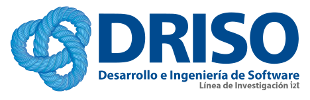 DRISO
Desarrollo e Ingeniería de Software
Línea de Investigación i2t